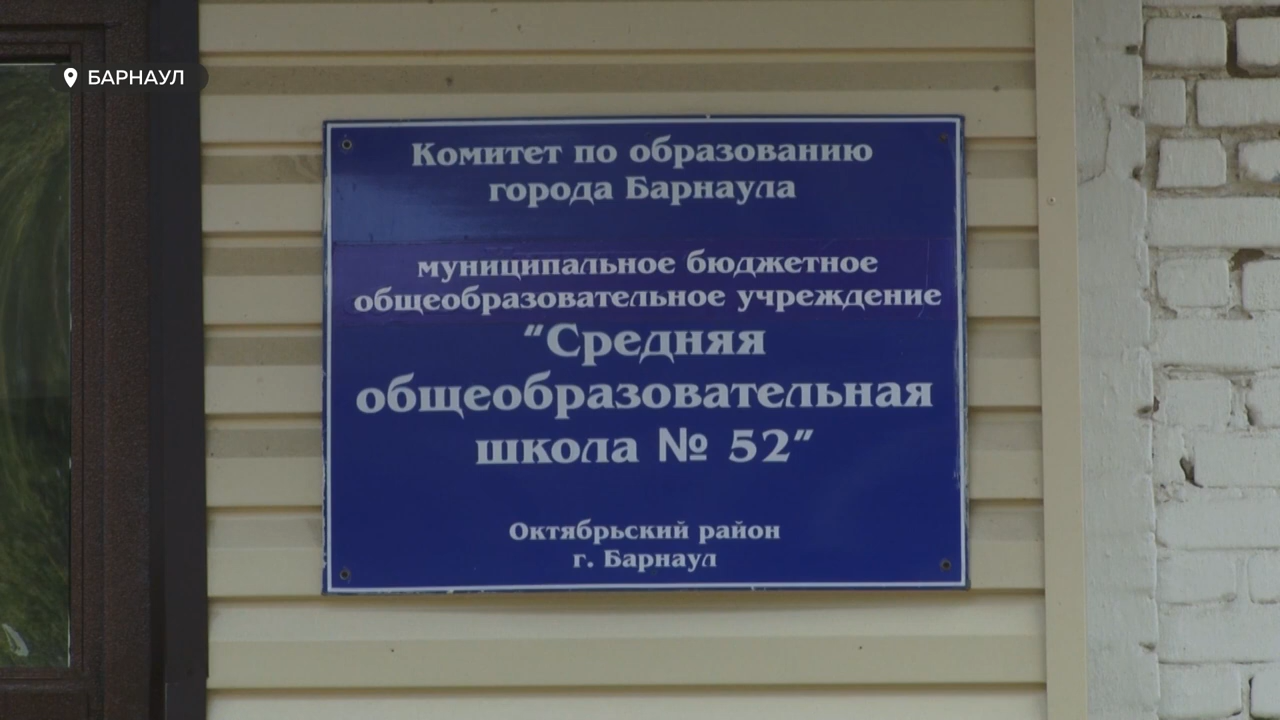 БАРНАУЛ
Комитет по образованию
города Барнаула
муниципальное бюджетное
общеобразовательное учреждение
"Средняя
общеобразовательная
школа № 52"
Октябрьский район
г. Барнаул